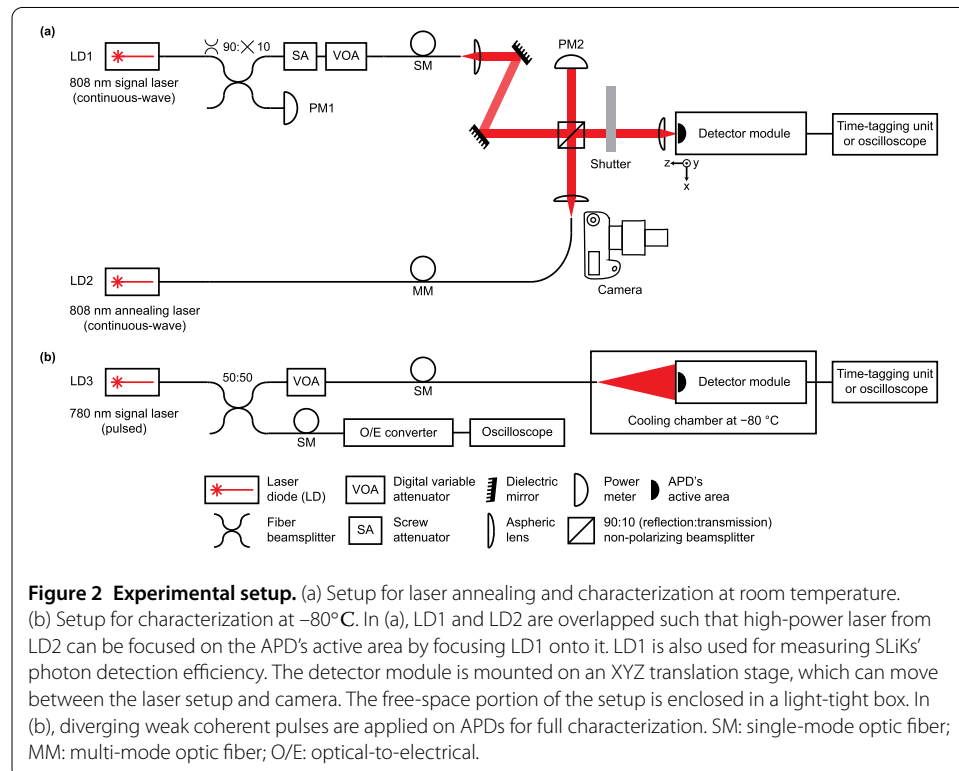 (a)
LD1
808 nm signal laser
(continuous-wave)
90: 10
SA
VOA
SM
PM1
PM2
Shutter
Detector module
Time-tagging unit
or oscilloscope
z y
x
LD2
808 nm annealing laser
(continuous-wave)
MM
Camera
(b)
LD3
780 nm signal laser
(pulsed)
50:50
VOA
SM
SM
O/E converter
Oscilloscope
Detector module
Cooling chamber at −80 °C
Time-tagging unit
or oscilloscope
Laser
diode (LD)
VOA
Digital variable
attenuator
Dielectric
mirror
Power
meter
APD's
active area
Fiber
beamsplitter
SA
Screw
attenuator
Aspheric
lens
90:10 (reflection:transmission)
non-polarizing beamsplitter
Figure 2 Experimental setup. (a) Setup for laser annealing and characterization at room temperature.
(b) Setup for characterization at –80°C. In (a), LD1 and LD2 are overlapped such that high-power laser from
LD2 can be focused on the APD's active area by focusing LD1 onto it. LD1 is also used for measuring SLiKs'
photon detection efficiency. The detector module is mounted on an XYZ translation stage, which can move
between the laser setup and camera. The free-space portion of the setup is enclosed in a light-tight box. In
(b), diverging weak coherent pulses are applied on APDs for full characterization. SM: single-mode optic fiber;
MM: multi-mode optic fiber; O/E: optical-to-electrical.